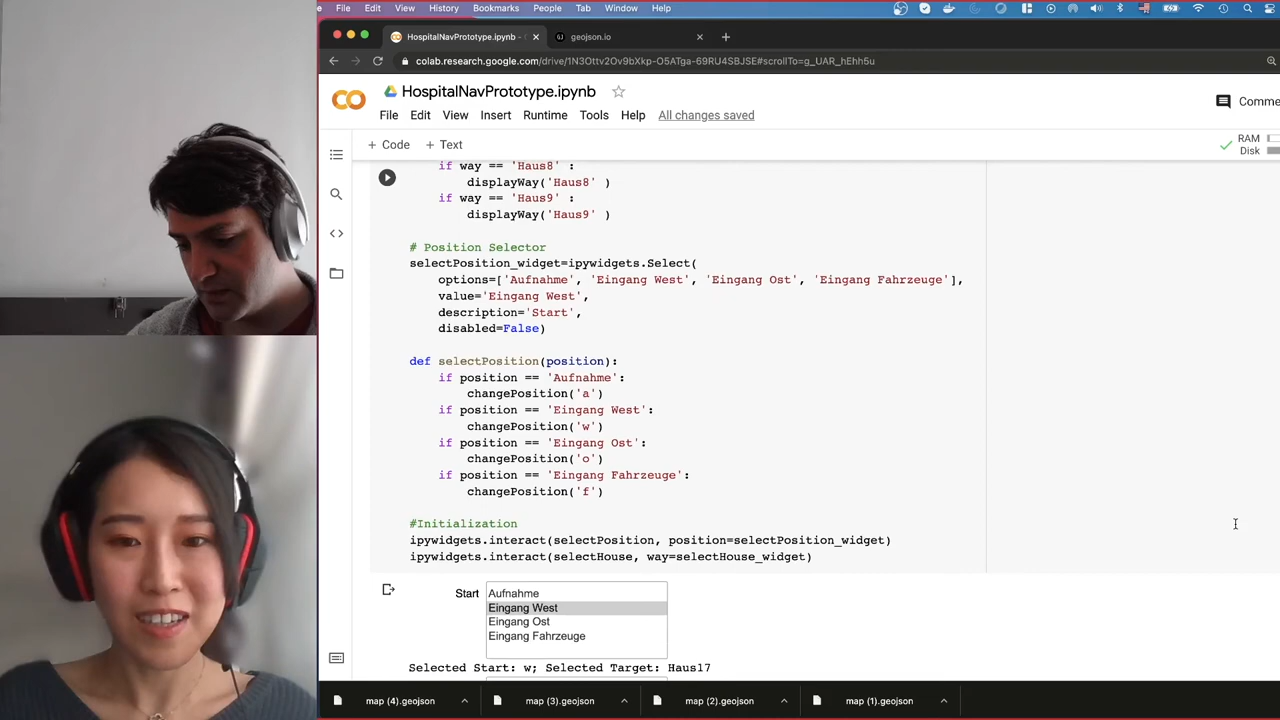 File Edit View History Bookmarks People Tab Window Help
HospitalNavPrototype.ipynb - geojson.io
colab.research.google.com/drive/1N3Ottv2Ov9bXkp-O5ATga-69RU4SBJSE#scrollTo=g_UAR_hEhh5u
HospitalNavPrototype.ipynb
Comme
File Edit View Insert Runtime Tools Help All changes saved
+ Code + Text
RAM
Disk
if way == 'Haus8' :
displayWay('Haus8' )
if way == 'Haus9' :
displayWay('Haus9' )
# Position Selector
selectPosition_widget=ipywidgets.Select(
options=['Aufnahme', 'Eingang West', 'Eingang Ost', 'Eingang Fahrzeuge'],
value='Eingang West',
description='Start',
disabled=False)
def selectPosition(position):
if position == 'Aufnahme':
changePosition('a')
if position == 'Eingang West':
changePosition('w')
if position == 'Eingang Ost':
changePosition('o')
if position == 'Eingang Fahrzeuge':
changePosition('f')
#Initialization
ipywidgets.interact(selectPosition, position=selectPosition_widget)
ipywidgets.interact(selectHouse, way=selectHouse_widget)
Start
Aufnahme
Eingang West
Eingang Ost
Eingang Fahrzeuge
Selected Start: w; Selected Target: Haus17
map (4).geojson map (3).geojson map (2).geojson map (1).geojson